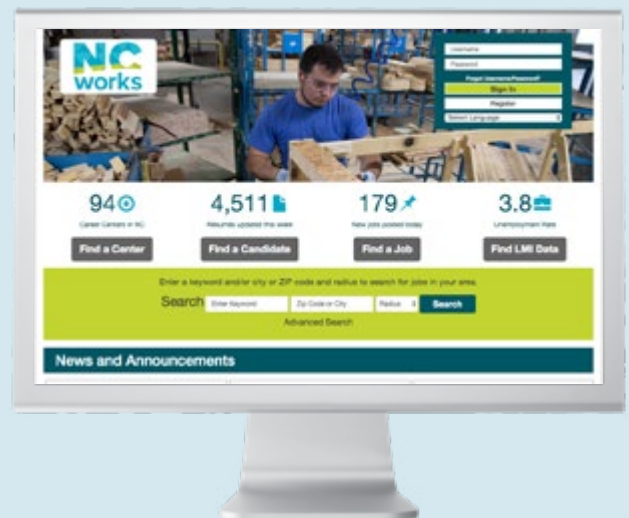 NC
works
Username
Password
Forgot Username/Password?
Sign In
Register
Select Language
94
4,511
179
3.8
Career Centers in NC
Resumes updated this week
New jobs posted today
Unemployment Rate
Find a Center
Find a Candidate
Find a Job
Find LMI Data
Enter a keyword and/or city or ZIP code and radius to search for jobs in your area.
Search Enter Keyword Zip Code or City Radius Search
Advanced Search
News and Announcements